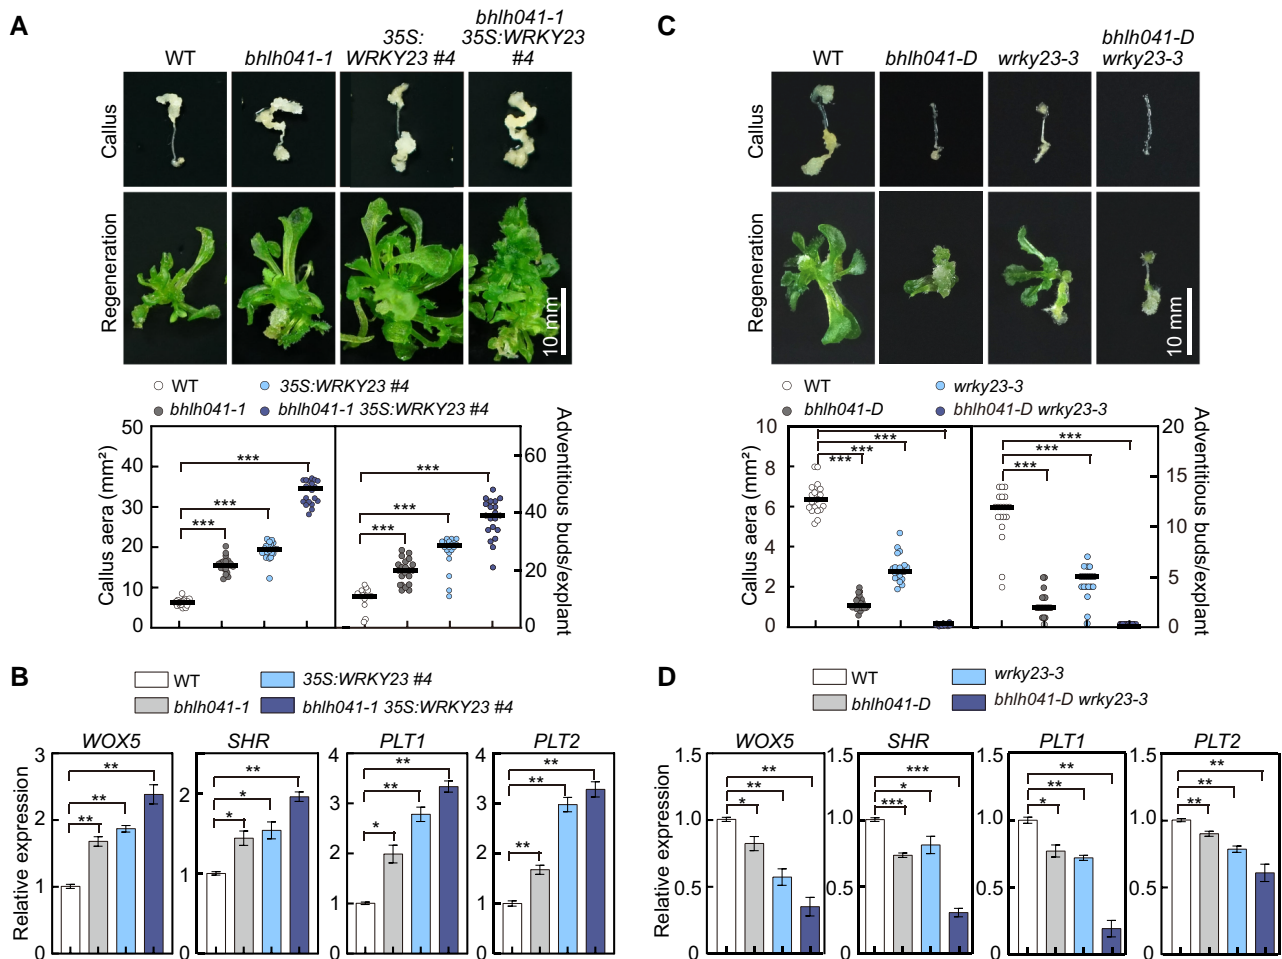 A
WT
bhlh041-1
35S:
WRKY23 #4
bhlh041-1
35S:WRKY23
#4
Callus
Regeneration
10 mm
WT
35S:WRKY23 #4
bhlh041-1
bhlh041-1 35S:WRKY23 #4
Callus aera (mm²)
50
40
30
20
10
0
***
***
***
***
***
***
60
40
20
0
Adventitious buds/explant
C
WT
bhlh041-D
wrky23-3
bhlh041-D
wrky23-3
Callus
Regeneration
10 mm
WT
wrky23-3
bhlh041-D
bhlh041-D wrky23-3
Callus aera (mm²)
10
8
6
4
2
0
***
***
***
***
***
20
15
10
5
0
Adventitious buds/explant
B
WT
35S:WRKY23 #4
bhlh041-1
bhlh041-1 35S:WRKY23 #4
Relative expression
WOX5
3
2
1
0
**
**
**
SHR
2
1
0
**
*
*
PLT1
4
3
2
1
0
**
**
*
PLT2
4
3
2
1
0
**
**
**
D
WT
wrky23-3
bhlh041-D
bhlh041-D wrky23-3
Relative expression
WOX5
1.5
1.0
0.5
0
**
**
*
SHR
1.5
1.0
0.5
0
***
*
***
PLT1
1.5
1.0
0.5
0
**
**
*
PLT2
1.5
1.0
0.5
0
**
**
**